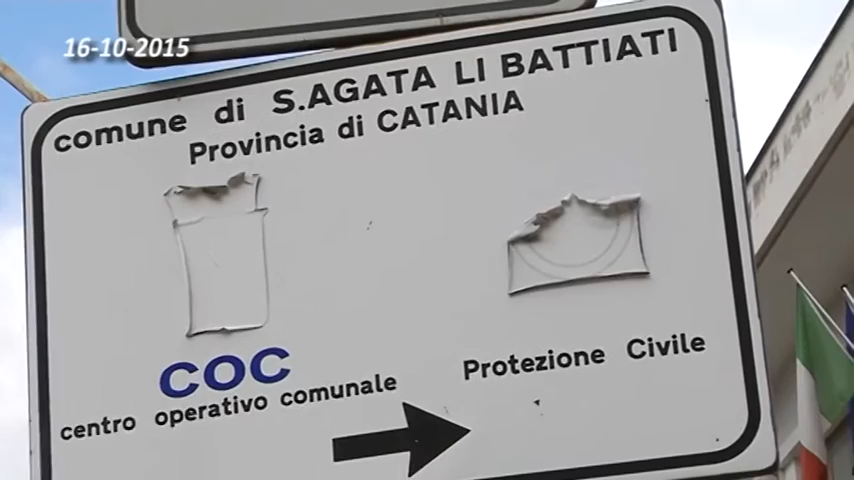 16-10-2015
comune di S.AGATA LI BATTIATI
Provincia di CATANIA
COC
centro operativo comunale
Protezione Civile